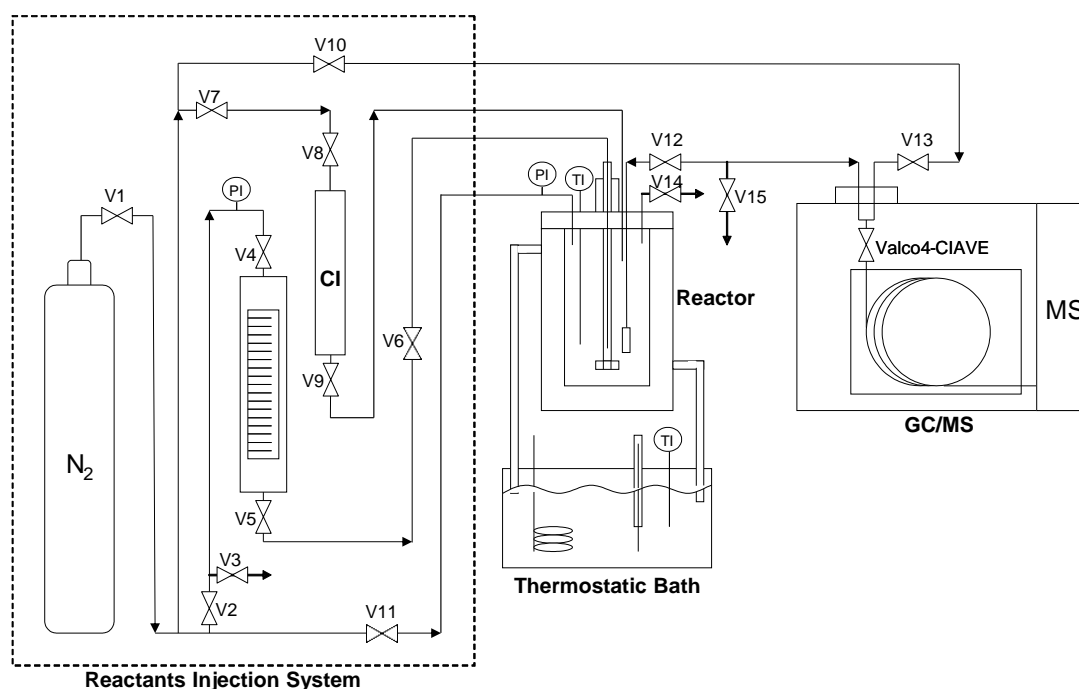 V10
V7
V8
V12
V13
PI
TI
V14
V1
PI
V15
V4
Valco4-CIAVE
CI
Reactor
MS
V6
V9
GC/MS
N2
TI
V5
V3
Thermostatic Bath
V2
V11
Reactants Injection System